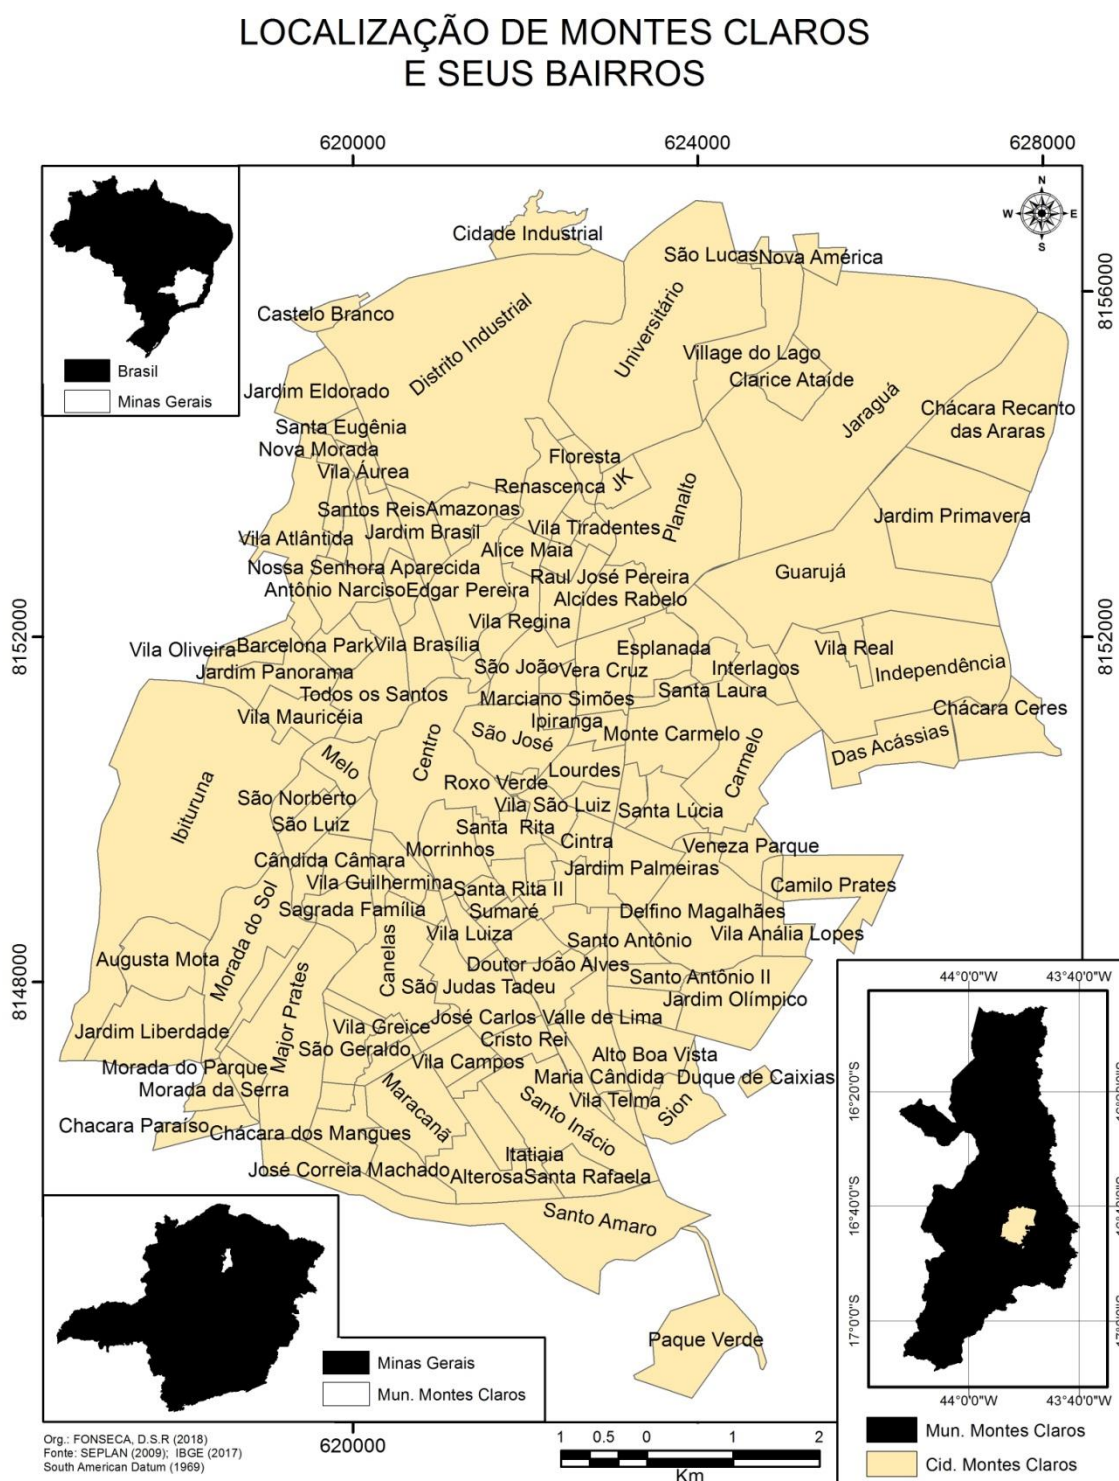 LOCALIZAÇÃO DE MONTES CLAROS
E SEUS BAIRROS
620000
624000
628000
N
W
E
S
8156000
8156000
Cidade Industrial
São Lucas
Nova América
Castelo Branco
Distrito Industrial
Universitário
Village do Lago
Clarice Ataíde
Jaraguá
Brasil
Minas Gerais
Jardim Eldorado
Chácara Recanto
das Araras
Santa Eugênia
Nova Morada
Vila Áurea
Floresta
Renascenca
JK
Planalto
Santos Reis
Amazonas
Jardim Primavera
Vila Atlântida
Jardim Brasil
Vila Tiradentes
Alice Maia
Nossa Senhora Aparecida
Raul José Pereira
Guarujá
Antônio Narciso
Edgar Pereira
Alcides Rabelo
Vila Regina
8152000
8152000
Vila Oliveira
Barcelona Park
Vila Brasília
Esplanada
Vila Real
Jardim Panorama
São João
Vera Cruz
Interlagos
Independência
Todos os Santos
Marciano Simões
Santa Laura
Vila Mauricéia
Ipiranga
Chácara Ceres
Centro
São José
Monte Carmelo
Das Acássias
Melo
Carmelo
Ibituruna
Roxo Verde
Lourdes
São Norberto
Vila São Luiz
Santa Lúcia
São Luiz
Santa Rita
Cintra
Morrinhos
Veneza Parque
Cândida Câmara
Jardim Palmeiras
Vila Guilhermina
Santa Rita II
Camilo Prates
Sagrada Família
Sumaré
Delfino Magalhães
Morada do Sol
Canelas
Vila Luiza
Santo Antônio
Vila Anália Lopes
Augusta Mota
Doutor João Alves
Santo Antônio II
8148000
Major Prates
São Judas Tadeu
Jardim Olímpico
Jardim Liberdade
Vila Greice
José Carlos Valle de Lima
São Geraldo
Cristo Rei
Morada do Parque
Vila Campos
Alto Boa Vista
Morada da Serra
Maria Cândida
Duque de Caixias
Maracanã
Vila Telma
Sion
Chacara Paraíso
Chácara dos Mangues
Santo Inácio
Itatiaia
José Correia Machado
Alterosa
Santa Rafaela
Santo Amaro
Paque Verde
44°0'0"W
43°40'0"W
16°20'0"S
16°40'0"S
17°0'0"S
44°0'0"W
43°40'0"W
Minas Gerais
Mun. Montes Claros
Mun. Montes Claros
Cid. Montes Claros
Org.: FONSECA, D.S.R (2018)
Fonte: SEPLAN (2009); IBGE (2017)
South American Datum (1969)
620000
1 0.5 0 1 2
Km